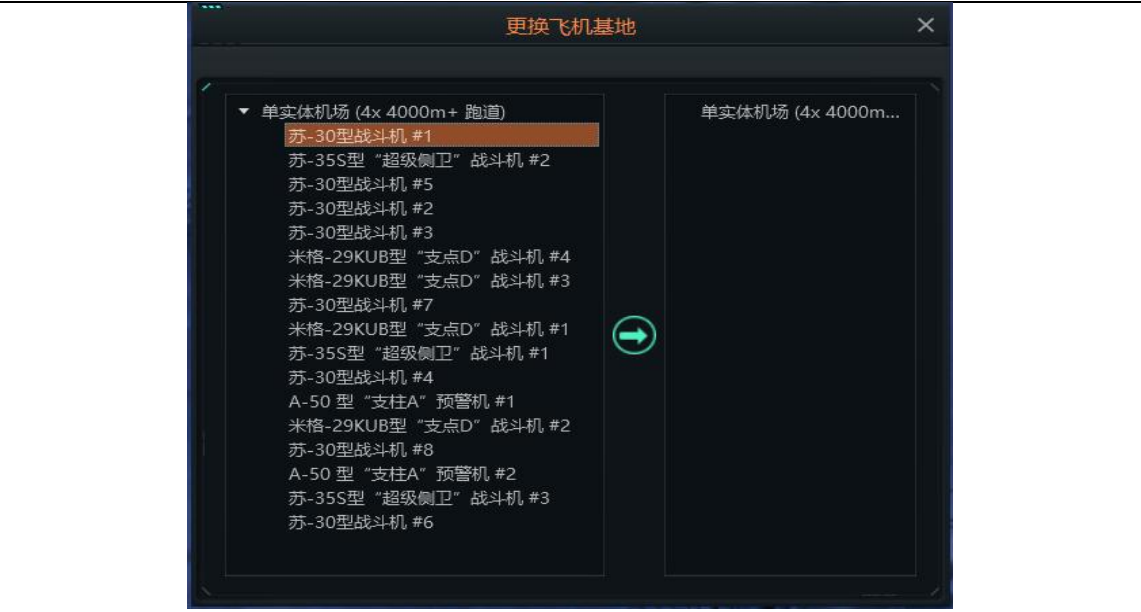 更换飞机基地
单实体机场 (4x 4000m+ 跑道)
苏-30型战斗机 #1
苏-35S型“超级侧卫”战斗机 #2
苏-30型战斗机 #5
苏-30型战斗机 #2
苏-30型战斗机 #3
米格-29KUB型“支点D”战斗机 #4
米格-29KUB型“支点D”战斗机 #3
苏-30型战斗机 #7
米格-29KUB型“支点D”战斗机 #1
苏-35S型“超级侧卫”战斗机 #1
苏-30型战斗机 #4
A-50 型“支柱A”预警机 #1
米格-29KUB型“支点D”战斗机 #2
苏-30型战斗机 #8
A-50 型“支柱A”预警机 #2
苏-35S型“超级侧卫”战斗机 #3
苏-30型战斗机 #6
单实体机场 (4x 4000m...